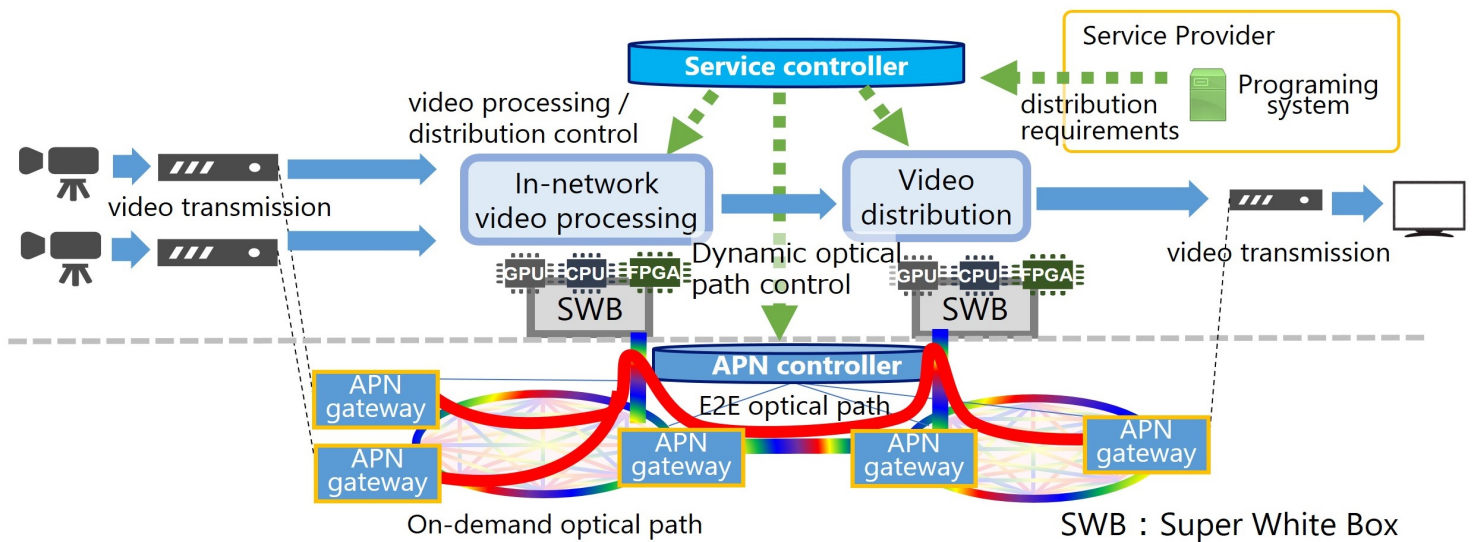 Service Provider
Service controller
Programing
system
distribution
requirements
video processing /
distribution control
In-network
video processing
Video
distribution
video transmission
video transmission
Dynamic optical
path control
GPU
CPU
FPGA
SWB
GPU
CPU
FPGA
SWB
APN controller
APN
gateway
E2E optical path
APN
gateway
APN
gateway
APN
gateway
APN
gateway
On-demand optical path
SWB : Super White Box